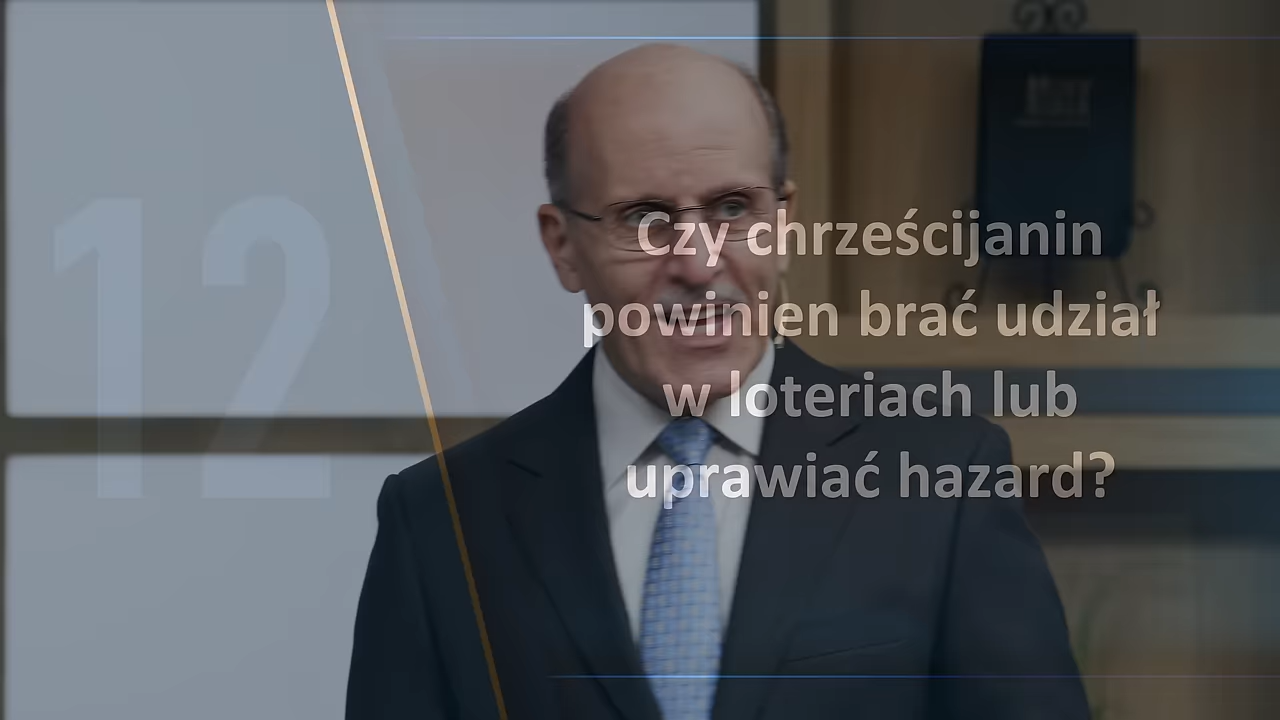 12
Czy chrześcijanin
powinien brać udział
w loteriach lub
uprawiać hazard?